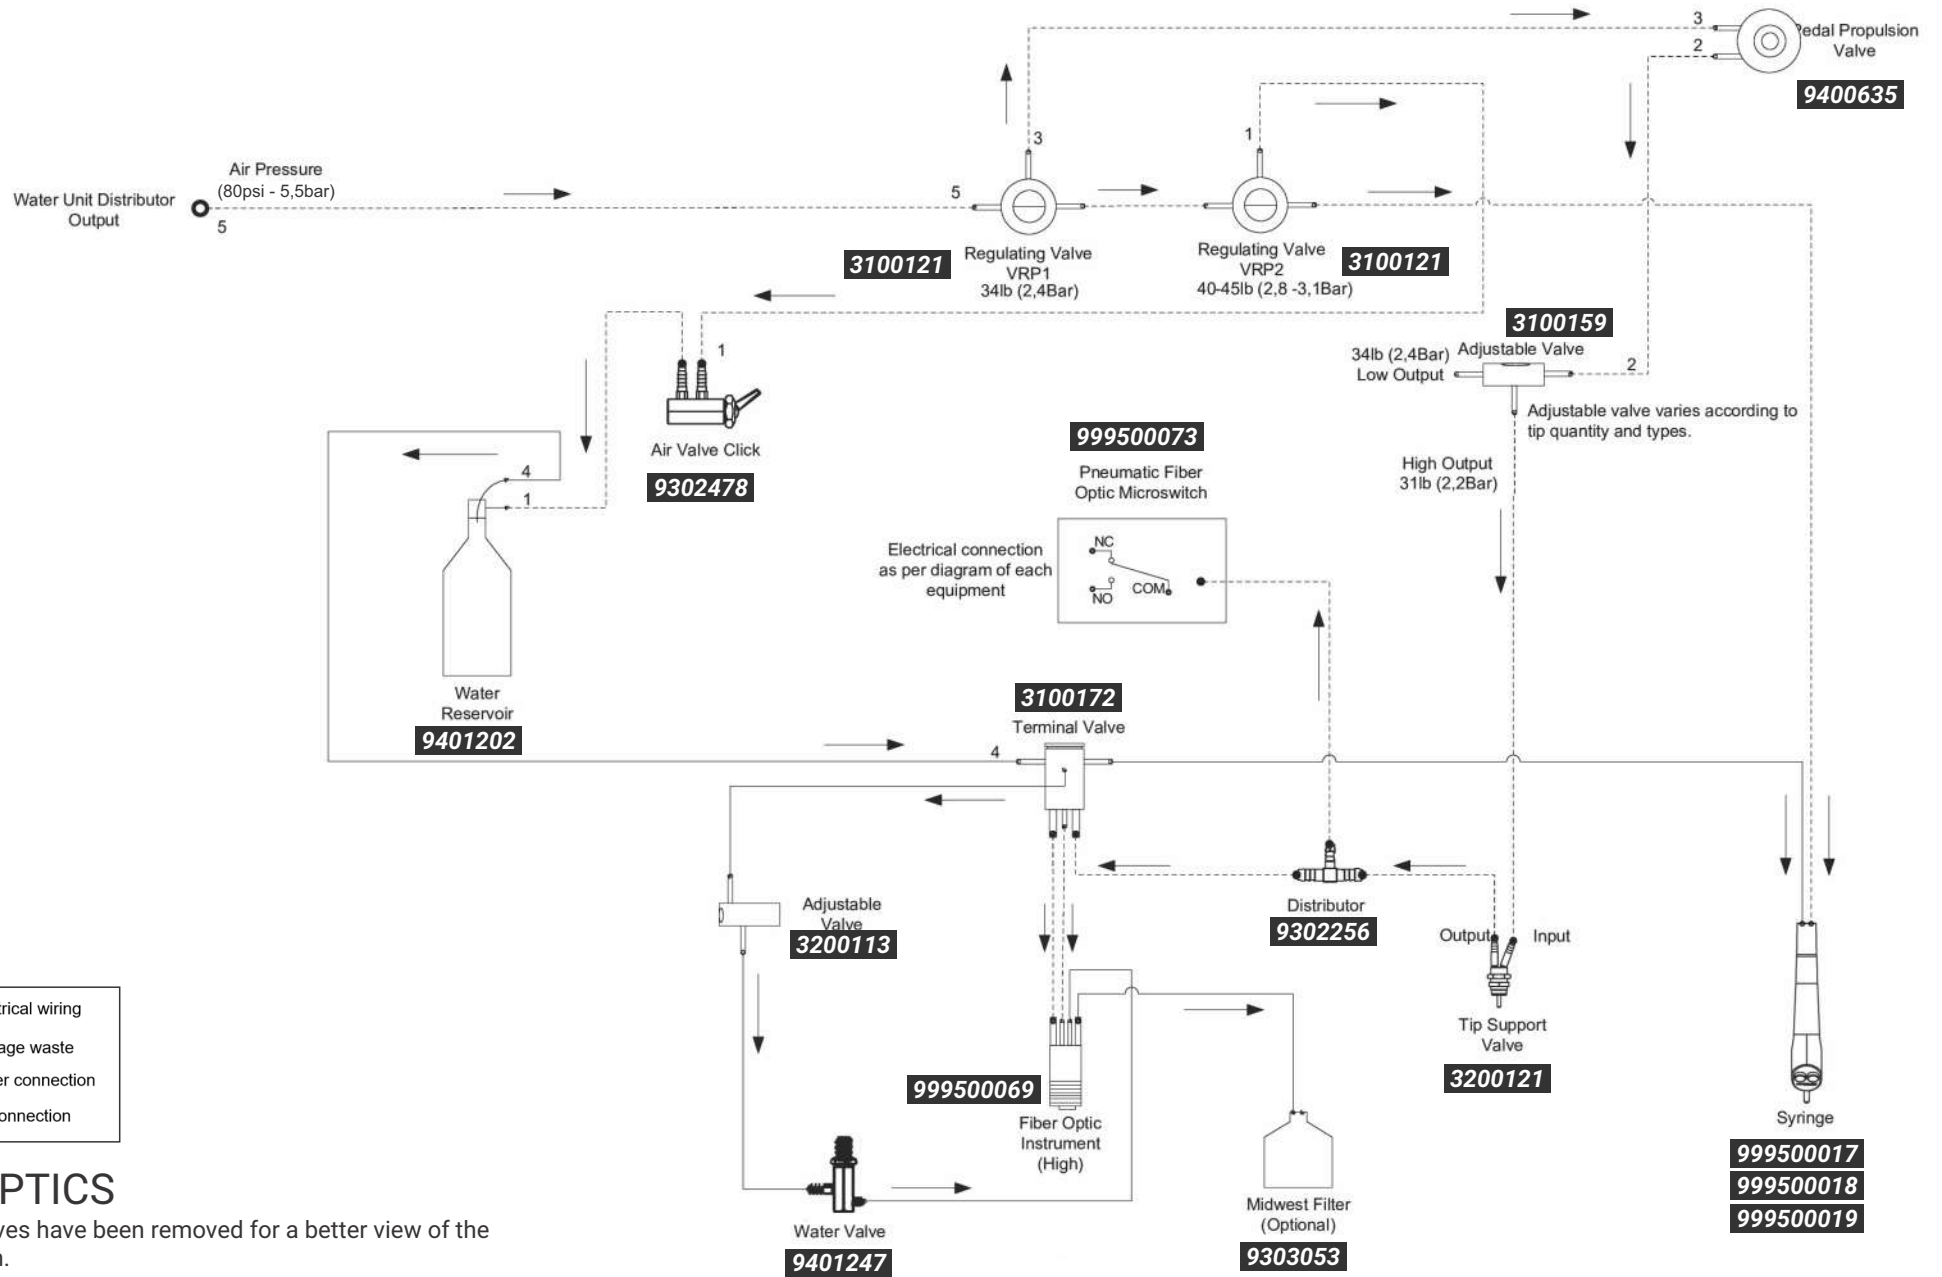 3
Pedal Propulsion
Valve
2
9400635
3
1
Air Pressure
(80psi - 5,5bar)
Water Unit Distributor
Output
5
5
3100121
Regulating Valve
VRP1
34lb (2,4Bar)
Regulating Valve
VRP2
40-45lb (2,8 -3,1Bar)
3100121
3100159
Adjustable Valve
34lb (2,4Bar)
Low Output
2
Adjustable valve varies according to
tip quantity and types.
High Output
31lb (2,2Bar)
1
Air Valve Click
9302478
4
1
Water
Reservoir
9401202
999500073
Pneumatic Fiber
Optic Microswitch
Electrical connection
as per diagram of each
equipment
NC
NO
COM
3100172
Terminal Valve
4
Adjustable
Valve
3200113
Distributor
9302256
Output
Input
Tip Support
Valve
3200121
999500069
Fiber Optic
Instrument
(High)
Midwest Filter
(Optional)
9303053
Water Valve
9401247
Syringe
999500017
999500018
999500019
trical wiring
age waste
er connection
onnection
PTICS
ves have been removed for a better view of the